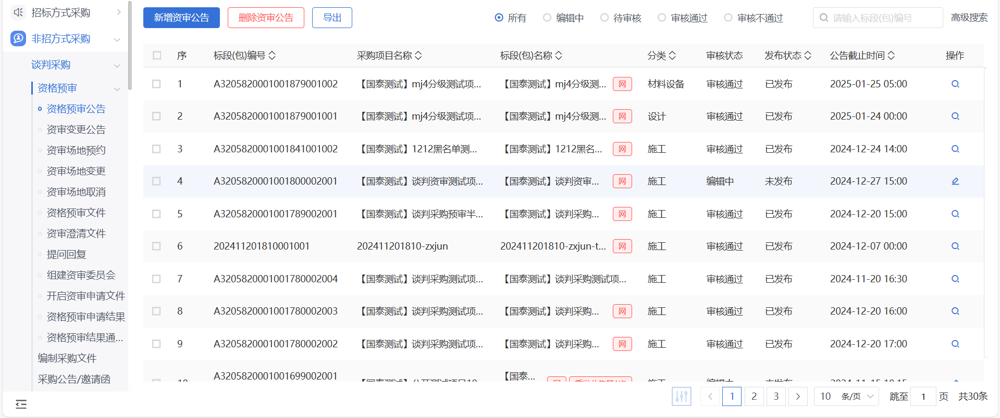 招标方式采购
非招方式采购
谈判采购
资格预审
资格预审公告
资审变更公告
资审场地预约
资审场地变更
资审场地取消
资格预审文件
资审澄清文件
提问回复
组建资审委员会
开启资审申请文件
资格预审申请结果
资格预审结果通...
编制采购文件
采购公告/邀请函
新增资审公告 删除资审公告 导出 所有 编辑中 待审核 审核通过 审核不通过 请输入标段(包)编号 高级搜索
序 标段(包)编号 采购项目名称 标段(包)名称 分类 审核状态 发布状态 公告截止时间 操作
1 A3205820001001879001002 【国泰测试】mj4分级测试项... 【国泰测试】mj4分级测... 网 材料设备 审核通过 已发布 2025-01-25 05:00
2 A3205820001001879001001 【国泰测试】mj4分级测试项... 【国泰测试】mj4分级测... 网 设计 审核通过 已发布 2025-01-24 00:00
3 A3205820001001841001002 【国泰测试】1212黑名单测... 【国泰测试】1212黑名... 网 施工 审核通过 已发布 2024-12-24 14:00
4 A3205820001001800002001 【国泰测试】谈判资审测试项... 【国泰测试】谈判资审... 网 施工 编辑中 未发布 2024-12-27 15:00
5 A3205820001001789002001 【国泰测试】谈判采购预审半... 【国泰测试】谈判采购... 网 施工 审核通过 已发布 2024-12-20 15:00
6 202411201810001001 202411201810-zxjun 202411201810-zxjun-t... 网 施工 审核通过 已发布 2024-12-07 00:00
7 A3205820001001780002004 【国泰测试】谈判采购测试项... 【国泰测试】谈判采购测试项... 施工 审核通过 已发布 2024-11-20 16:30
8 A3205820001001780002003 【国泰测试】谈判采购测试项... 【国泰测试】谈判采购... 网 施工 审核通过 已发布 2024-12-20 16:00
9 A3205820001001780002002 【国泰测试】谈判采购测试项... 【国泰测试】谈判采购... 网 施工 审核通过 已发布 2024-12-20 17:00
10 A3205820001001699002001 【国泰... 网 施工 编辑中 未发布
1 2 3 10 条/页 跳至 1 页 共30条